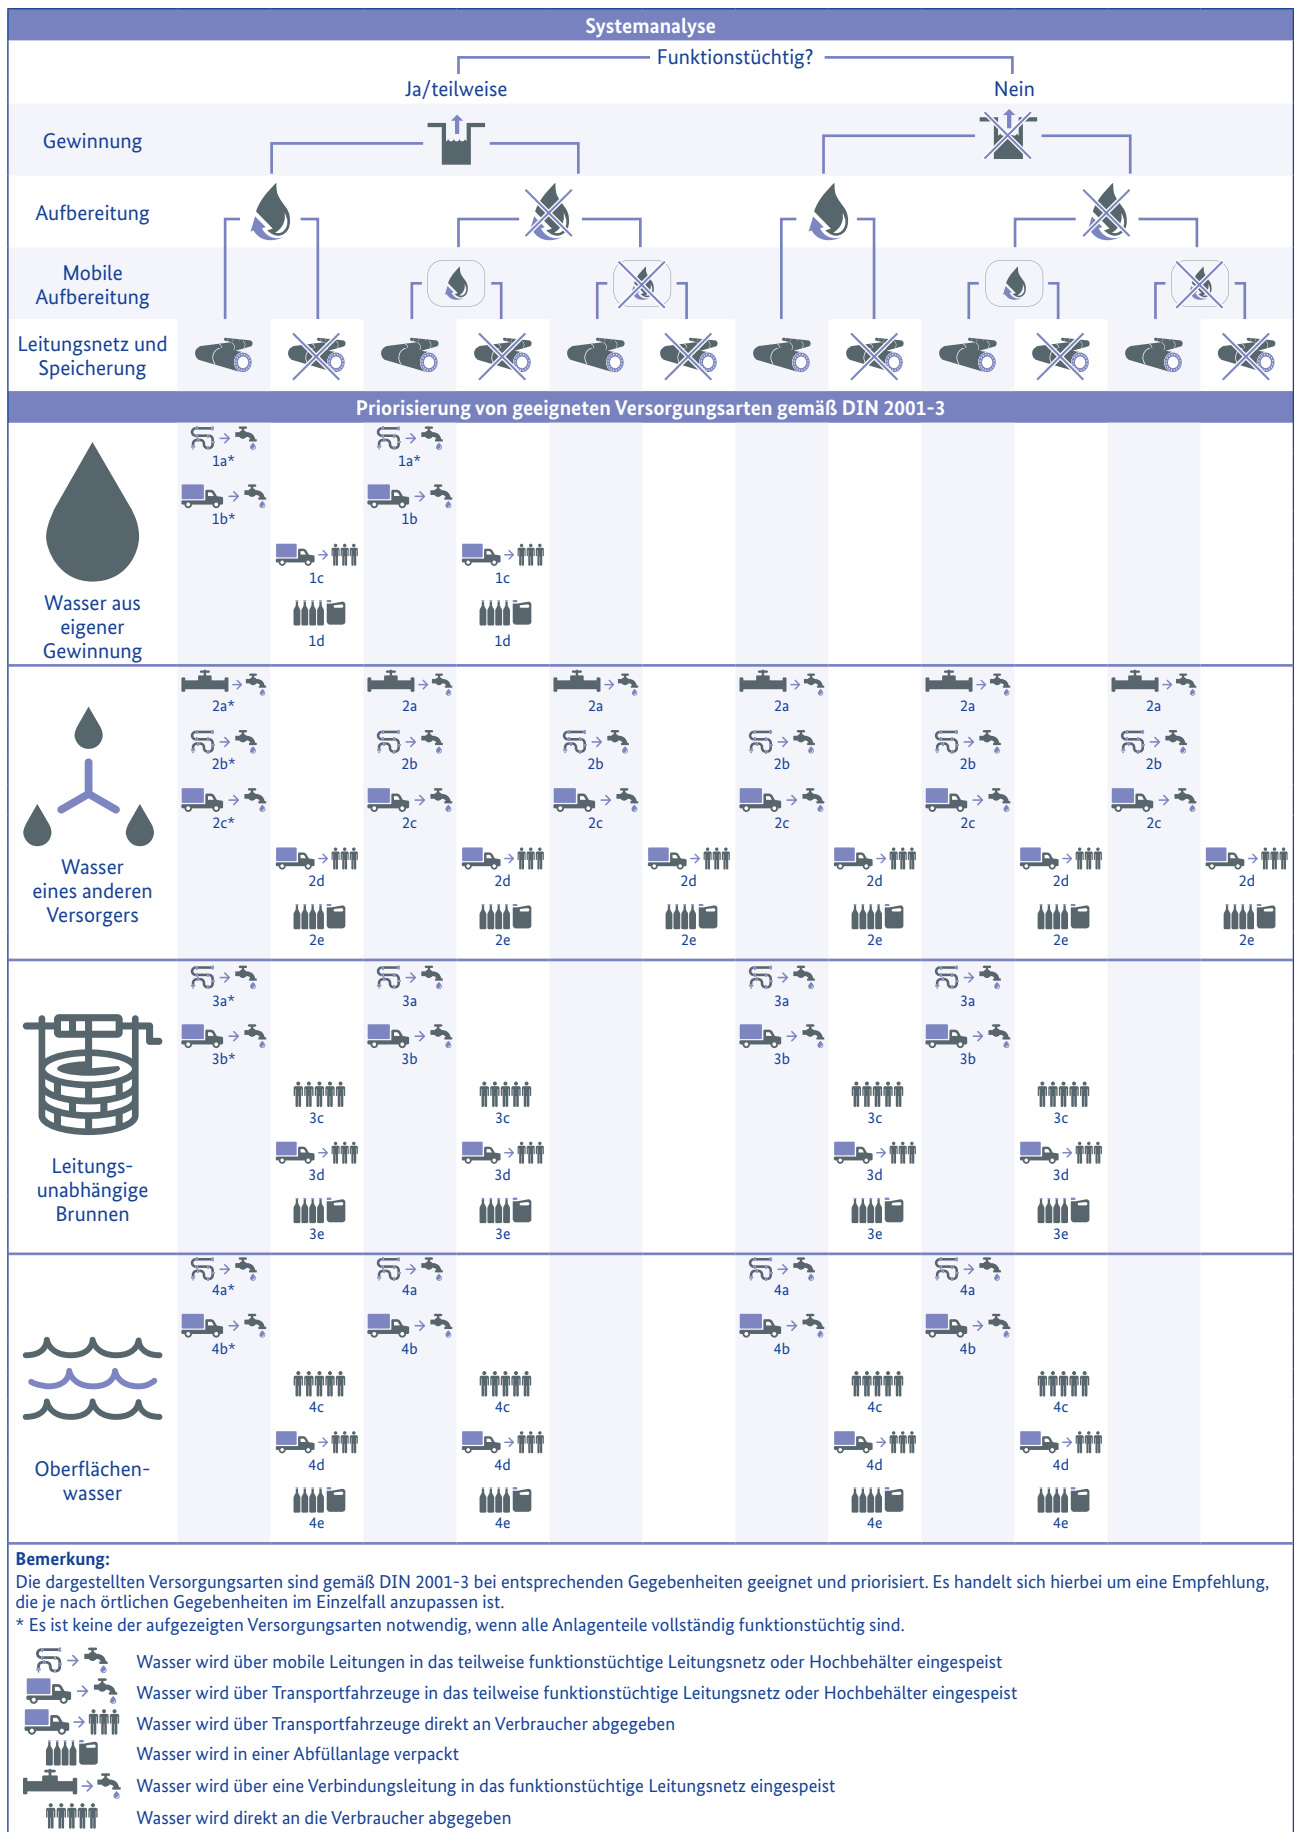 Systemanalyse
Funktionstüchtig?
Ja/teilweise
Nein
Gewinnung
Aufbereitung
Mobile
Aufbereitung
Leitungsnetz und
Speicherung
Priorisierung von geeigneten Versorgungsarten gemäß DIN 2001-3
1a* 1a*
1b* 1b
1c 1c
1d 1d
Wasser aus
eigener
Gewinnung
2a* 2a 2a 2a 2a 2a
2b* 2b 2b 2b 2b 2b
2c* 2c 2c 2c 2c 2c
2d 2d 2d 2d 2d 2d
2e 2e 2e 2e 2e 2e
Wasser
eines anderen
Versorgers
3a* 3a 3a 3a
3b* 3b 3b 3b
3c 3c 3c 3c
3d 3d 3d 3d
3e 3e 3e 3e
Leitungs-
unabhängige
Brunnen
4a* 4a 4a 4a
4b* 4b 4b 4b
4c 4c 4c 4c
4d 4d 4d 4d
4e 4e 4e 4e
Oberflächen-
wasser
Bemerkung:
Die dargestellten Versorgungsarten sind gemäß DIN 2001-3 bei entsprechenden Gegebenheiten geeignet und priorisiert. Es handelt sich hierbei um eine Empfehlung,
die je nach örtlichen Gegebenheiten im Einzelfall anzupassen ist.
* Es ist keine der aufgezeigten Versorgungsarten notwendig, wenn alle Anlagenteile vollständig funktionstüchtig sind.
Wasser wird über mobile Leitungen in das teilweise funktionstüchtige Leitungsnetz oder Hochbehälter eingespeist
Wasser wird über Transportfahrzeuge in das teilweise funktionstüchtige Leitungsnetz oder Hochbehälter eingespeist
Wasser wird über Transportfahrzeuge direkt an Verbraucher abgegeben
Wasser wird in einer Abfüllanlage verpackt
Wasser wird über eine Verbindungsleitung in das funktionstüchtige Leitungsnetz eingespeist
Wasser wird direkt an die Verbraucher abgegeben